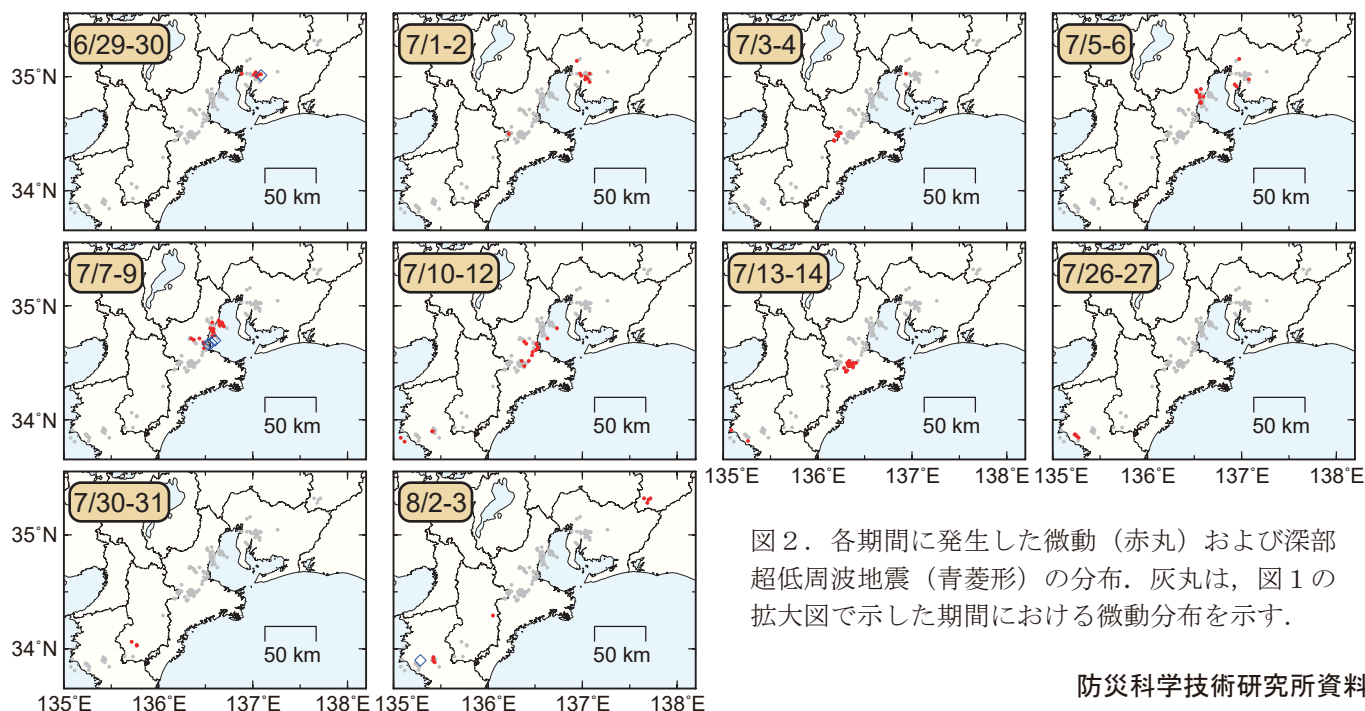 6/29-30
7/1-2
7/3-4
7/5-6
35˚N
34˚N
50 km
50 km
50 km
50 km
7/7-9
7/10-12
7/13-14
7/26-27
35˚N
34˚N
50 km
50 km
50 km
50 km
135˚E 136˚E 137˚E 138˚E
135˚E 136˚E 137˚E 138˚E
7/30-31
8/2-3
35˚N
34˚N
50 km
50 km
135˚E 136˚E 137˚E 138˚E
135˚E 136˚E 137˚E 138˚E
図2．各期間に発生した微動（赤丸）および深部
超低周波地震（青菱形）の分布．灰丸は，図1の
拡大図で示した期間における微動分布を示す．
防災科学技術研究所資料